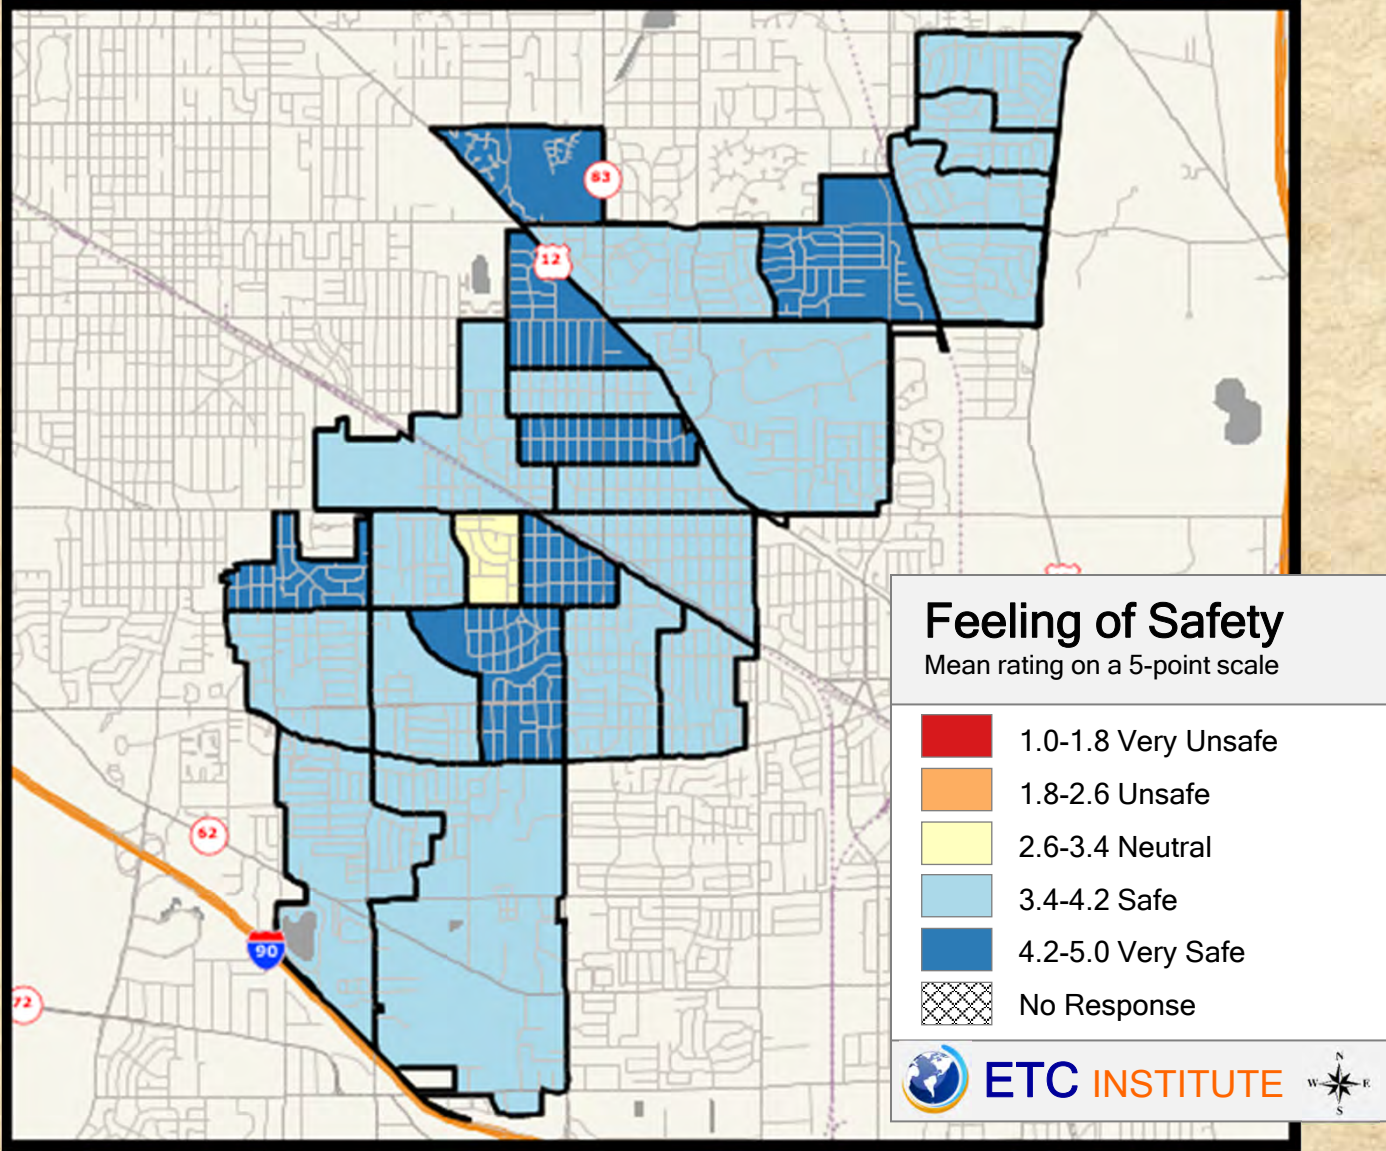 83
12
62
90
72
Feeling of Safety
Mean rating on a 5-point scale
1.0-1.8 Very Unsafe
1.8-2.6 Unsafe
2.6-3.4 Neutral
3.4-4.2 Safe
4.2-5.0 Very Safe
No Response
ETC INSTITUTE
N
W E
S